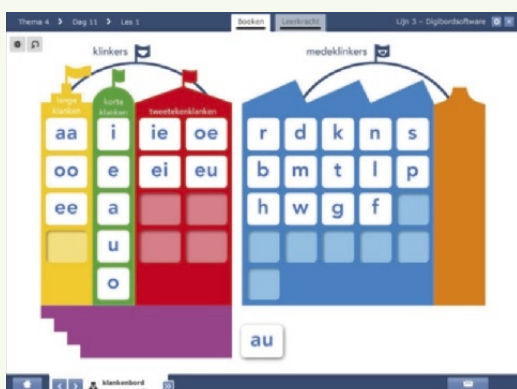 Thema 4 > Dag 11 > Les 1
Boeken
Leerkracht
Lijn 3 – Digibordsoftware
klinkers
medeklinkers
lange klanken
korte klanken
tweetekenklanken
aa i ie oe r d k n s
oo e ei eu b m t l p
ee a h w g f
u
o
au
klankenbord